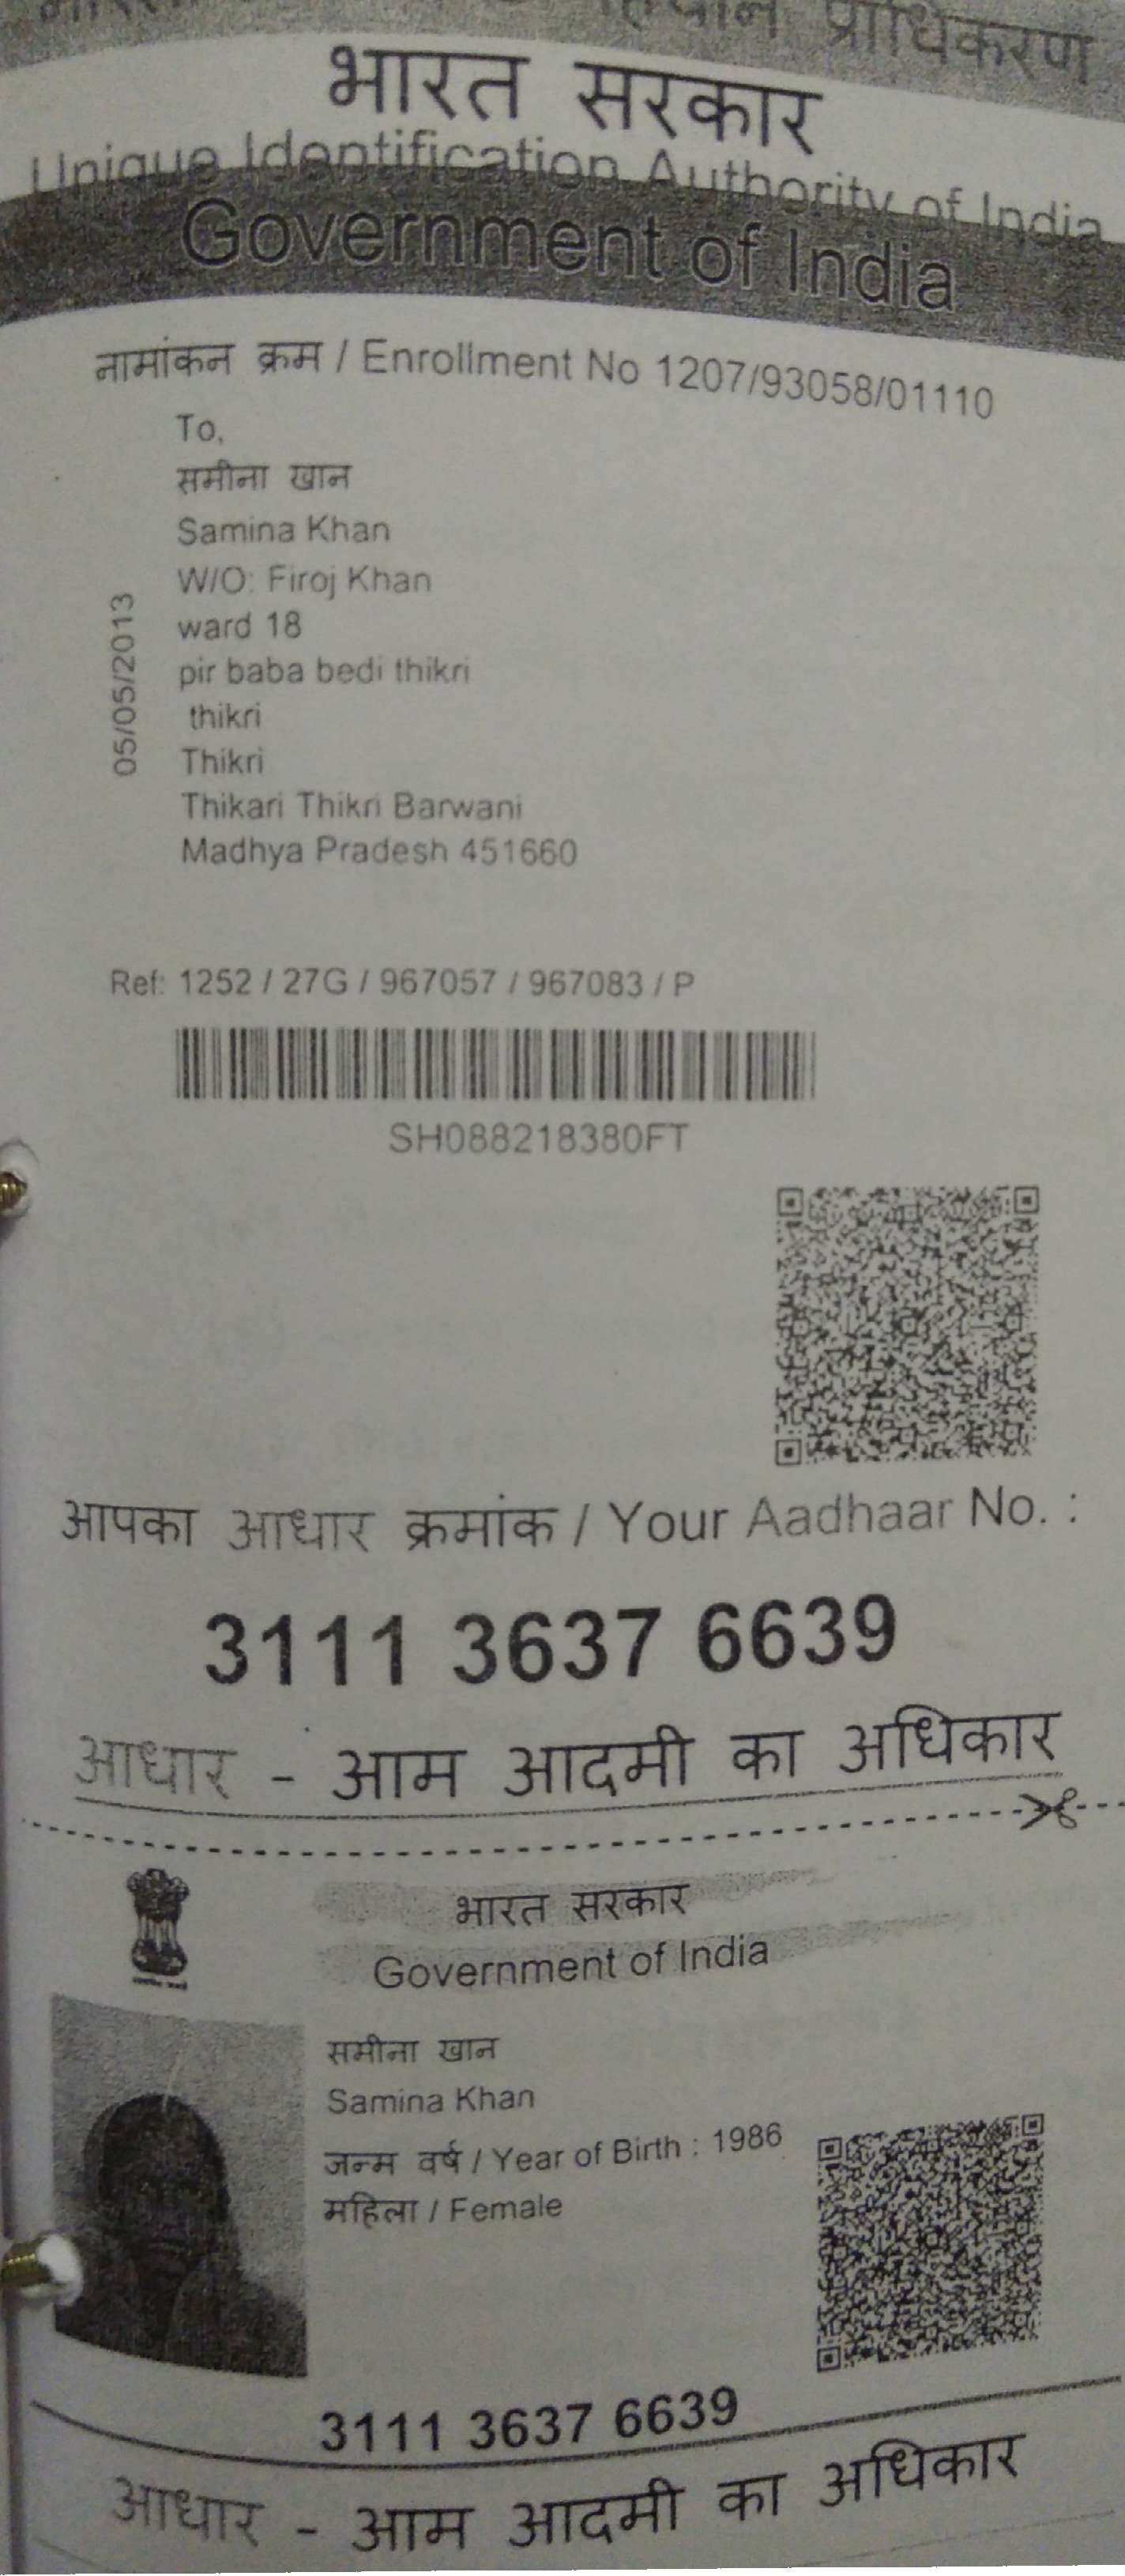 प्राधिकरण
भारत सरकार
Unique Identification Authority of India
Government of India
नामांकन क्रम / Enrollment No 1207/93058/01110
To,
समीना खान
Samina Khan
W/O: Firoj Khan
ward 18
pir baba bedi thikri
thikri
Thikri
Thikari Thikri Barwani
Madhya Pradesh 451660
05/05/2013
Ref: 1252 / 27G / 967057 / 967083 / P
SH088218380FT
आपका आधार क्रमांक / Your Aadhaar No. :
3111 3637 6639
आधार - आम आदमी का अधिकार
भारत सरकार
Government of India
समीना खान
Samina Khan
जन्म वर्ष / Year of Birth : 1986
महिला / Female
3111 3637 6639
आधार - आम आदमी का अधिकार